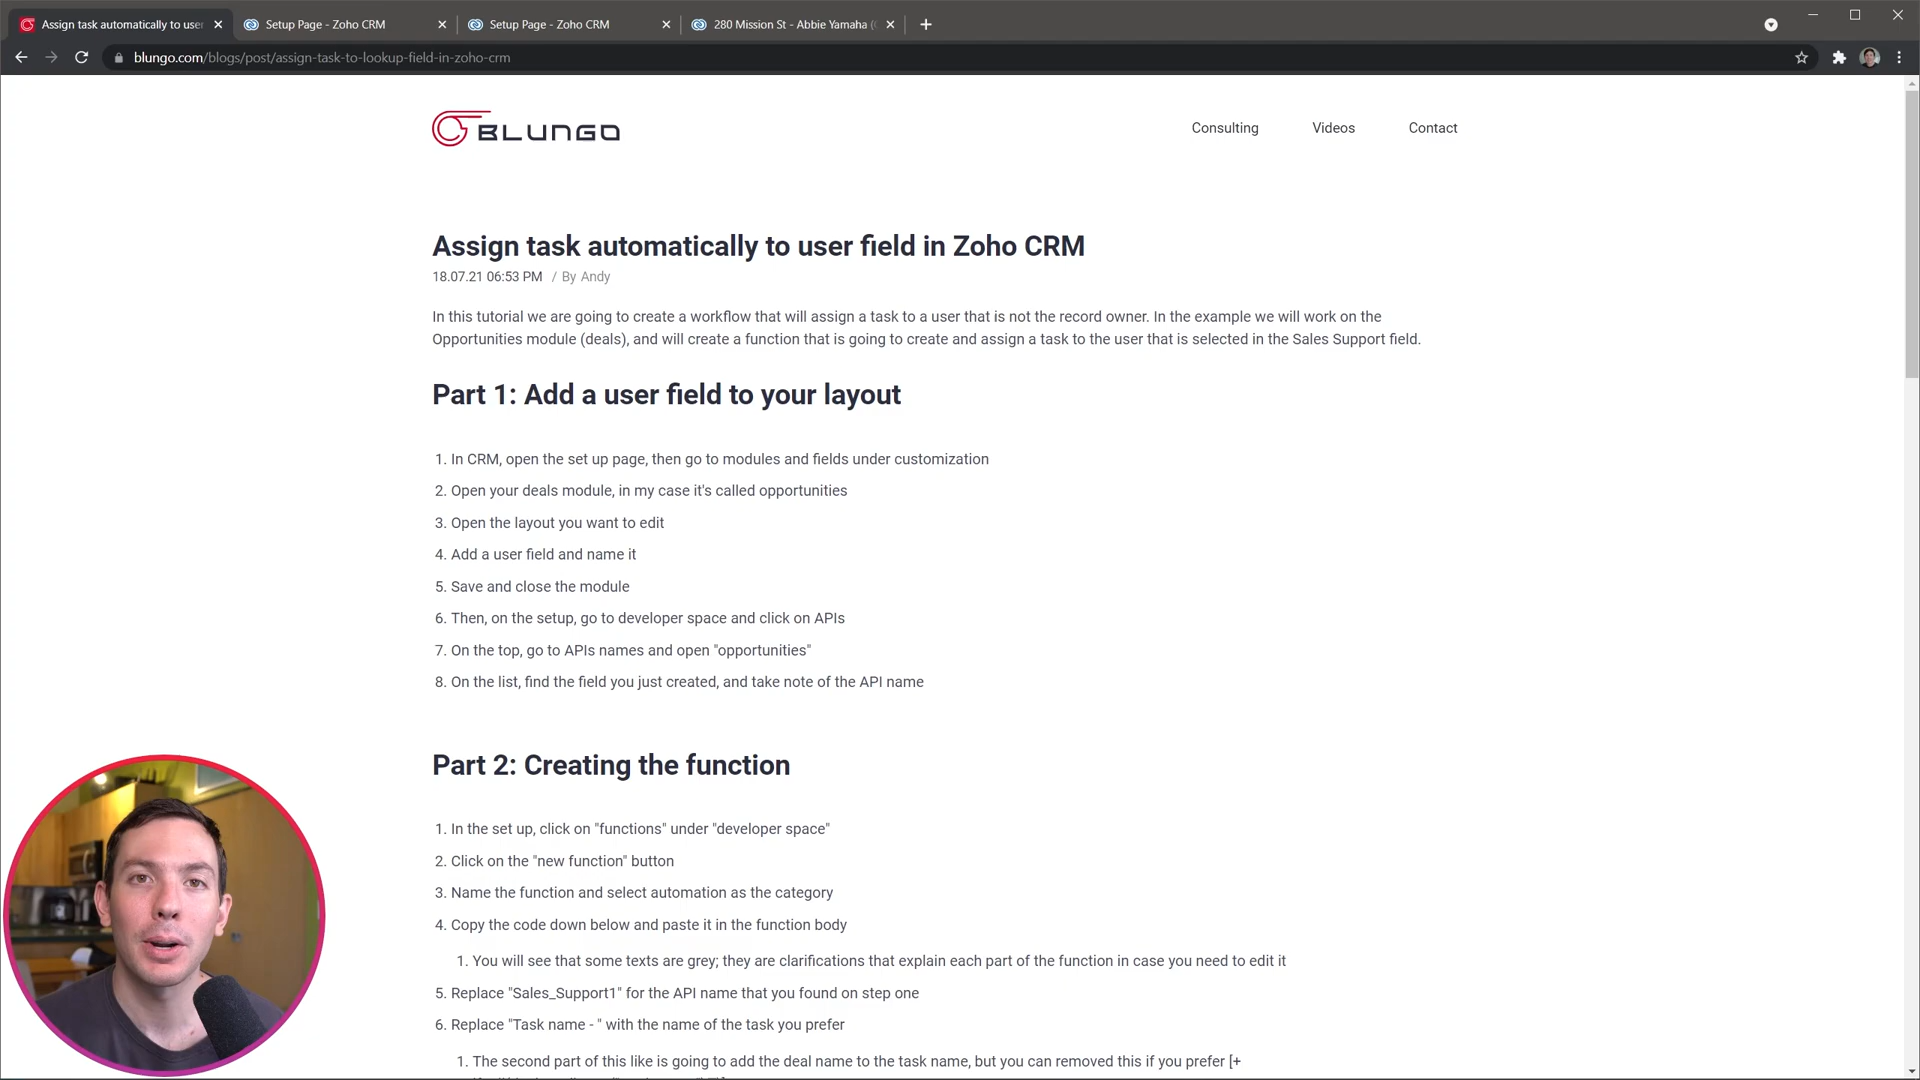 Assign task automatically to user
Setup Page - Zoho CRM
Setup Page - Zoho CRM
280 Mission St - Abbie Yamaha (
blungo.com/blogs/post/assign-task-to-lookup-field-in-zoho-crm
BLUNGO
Consulting
Videos
Contact
Assign task automatically to user field in Zoho CRM
18.07.21 06:53 PM / By Andy
In this tutorial we are going to create a workflow that will assign a task to a user that is not the record owner. In the example we will work on the
Opportunities module (deals), and will create a function that is going to create and assign a task to the user that is selected in the Sales Support field.
Part 1: Add a user field to your layout
1. In CRM, open the set up page, then go to modules and fields under customization
2. Open your deals module, in my case it's called opportunities
3. Open the layout you want to edit
4. Add a user field and name it
5. Save and close the module
6. Then, on the setup, go to developer space and click on APIs
7. On the top, go to APIs names and open "opportunities"
8. On the list, find the field you just created, and take note of the API name
Part 2: Creating the function
1. In the set up, click on "functions" under "developer space"
2. Click on the "new function" button
3. Name the function and select automation as the category
4. Copy the code down below and paste it in the function body
1. You will see that some texts are grey; they are clarifications that explain each part of the function in case you need to edit it
5. Replace "Sales_Support1" for the API name that you found on step one
6. Replace "Task name - " with the name of the task you prefer
1. The second part of this like is going to add the deal name to the task name, but you can removed this if you prefer [+